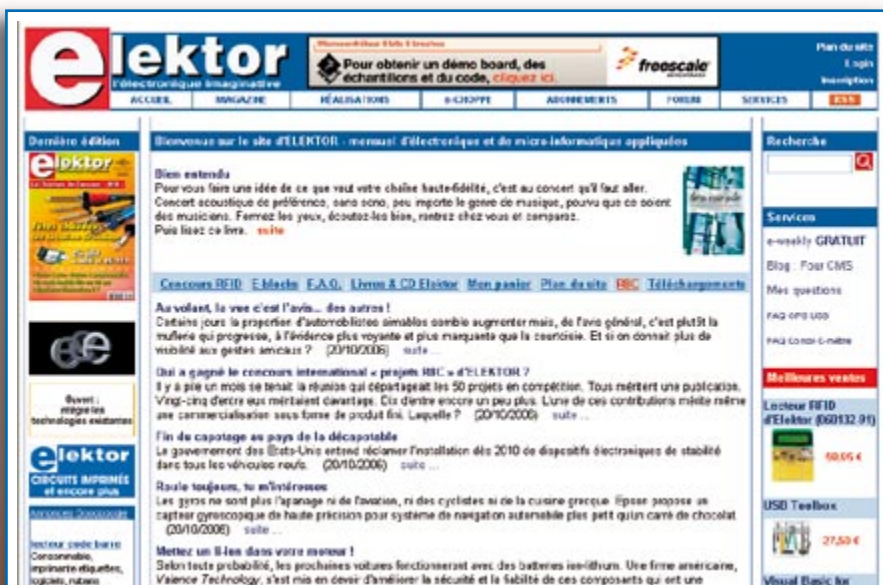 elektor
l'électronique imaginative
Pour obtenir un démo board, des
échantillons et du code, cliquez ici.
freescale
Plan du site
Login
Inscription
ACCUEIL MAGAZINE RÉALISATIONS e-CHOPPE ABONNEMENTS FORUM SERVICES RSS
Dernière édition
elektor
Bienvenue sur le site d'ELEKTOR - mensuel d'électronique et de micro-informatique appliquées
Bien entendu
Pour vous faire une idée de ce que vaut votre chaîne haute-fidélité, c'est au concert qu'il faut aller.
Concert acoustique de préférence, sans sono, peu importe le genre de musique, pourvu que ce soient
des musiciens. Fermez les yeux, écoutez-les bien, rentrez chez vous et comparez.
Puis lisez ce livre. suite
Concours RFID E-blocks F.A.Q. Livres & CD Elektor Mon panier Plan du site RBC Téléchargements
Au volant, la vue c'est l'avis... des autres !
Certains jours la proportion d'automobilistes aimables semble augmenter mais, de l'avis général, c'est plutôt la
muflerie qui progresse, à l'évidence plus voyante et plus marquante que la courtoisie. Et si on donnait plus de
visibilité aux gestes amicaux ? (20/10/2006) suite ...
Qui a gagné le concours international « projets RBC » d'ELEKTOR ?
Il y a pile un mois se tenait la réunion qui départageait les 50 projets en compétition. Tous méritent une publication.
Vingt-cinq d'entre eux méritaient davantage. Dix d'entre encore un peu plus. L'une de ces contributions mérite même
une commercialisation sous forme de produit fini. Laquelle ? (20/10/2006) suite ...
Fin du capotage au pays de la décapotable
Le gouvernement des États-Unis entend réclamer l'installation dès 2010 de dispositifs électroniques de stabilité
dans tous les véhicules neufs. (20/10/2006) suite ...
Roule toujours, tu m'intéresses
Les gyros ne sont plus l'apanage ni de l'aviation, ni des cyclistes ni de la cuisine grecque. Epson propose un
capteur gyroscopique de haute précision pour système de navigation automobile plus petit qu'un carré de chocolat
(20/10/2006) suite ...
Mettez un li-Ion dans votre moteur !
Selon toute probabilité, les prochaines voitures fonctionneront avec des batteries ion-lithium. Une firme américaine,
Valence Technology, s'est mis en devoir d'améliorer la sécurité et la fiabilité de ces composants qui ont une
Ouvert :
intègre les
technologies existantes
elektor
CIRCUITS IMPRIMÉS
et encore plus
lecteur code barre
Consommable,
imprimante étiquettes,
logiciels, rubans
Recherche
Services
e-weekly GRATUIT
Blog : Four CMS
Mes questions
FAQ GPS USB
Meilleures ventes
Lecteur RFID
d'Elektor (060132-91)
USB Toolbox
27,50 €
Visual Basic for